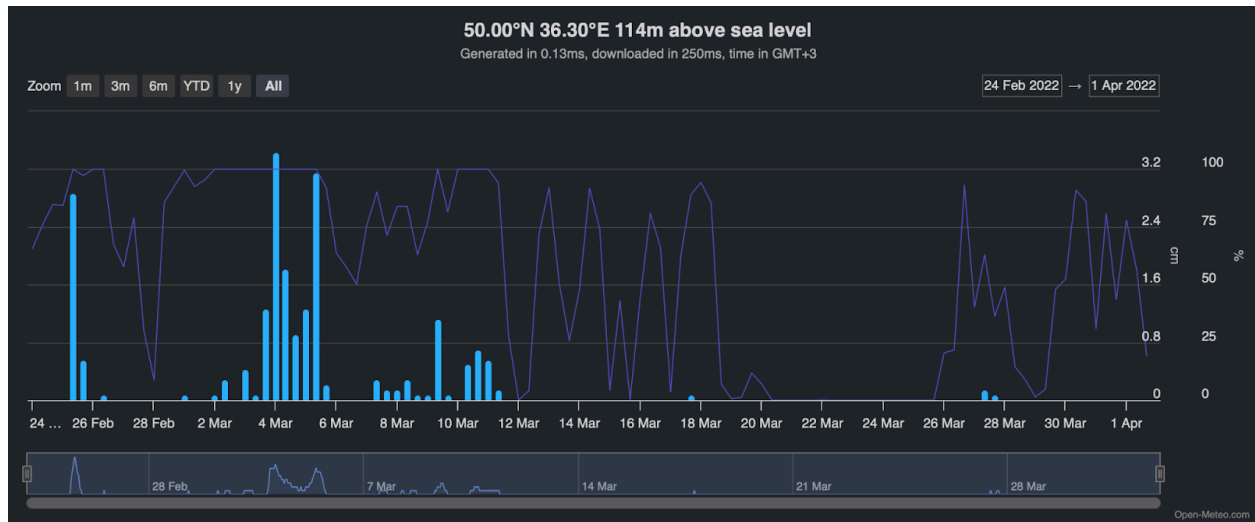 50.00°N 36.30°E 114m above sea level
Generated in 0.13ms, downloaded in 250ms, time in GMT+3
Zoom 1m 3m 6m YTD 1y All 24 Feb 2022 → 1 Apr 2022
3.2 100
2.4 75
cm %
1.6 50
0.8 25
0 0
24 ... 26 Feb 28 Feb 2 Mar 4 Mar 6 Mar 8 Mar 10 Mar 12 Mar 14 Mar 16 Mar 18 Mar 20 Mar 22 Mar 24 Mar 26 Mar 28 Mar 30 Mar 1 Apr
28 Feb 7 Mar 14 Mar 21 Mar 28 Mar
Open-Meteo.com